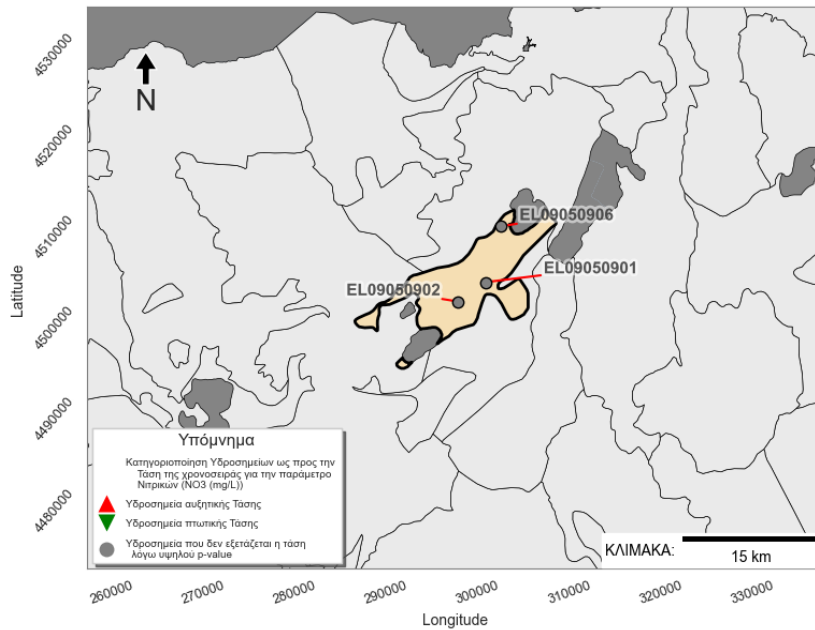 4530000
4520000
4510000
4500000
4490000
4480000
Latitude
N
EL09050906
EL09050901
EL09050902
Υπόμνημα
Κατηγοριοποίηση Υδροσημείων ως προς την
Τάση της χρονοσειράς για την παράμετρο
Νιτρικών (NO3 (mg/L))
Υδροσημεία αυξητικής Τάσης
Υδροσημεία πτωτικής Τάσης
Υδροσημεία που δεν εξετάζεται η τάση
λόγω υψηλού p-value
ΚΛΙΜΑΚΑ:
15 km
260000 270000 280000 290000 300000 310000 320000 330000
Longitude